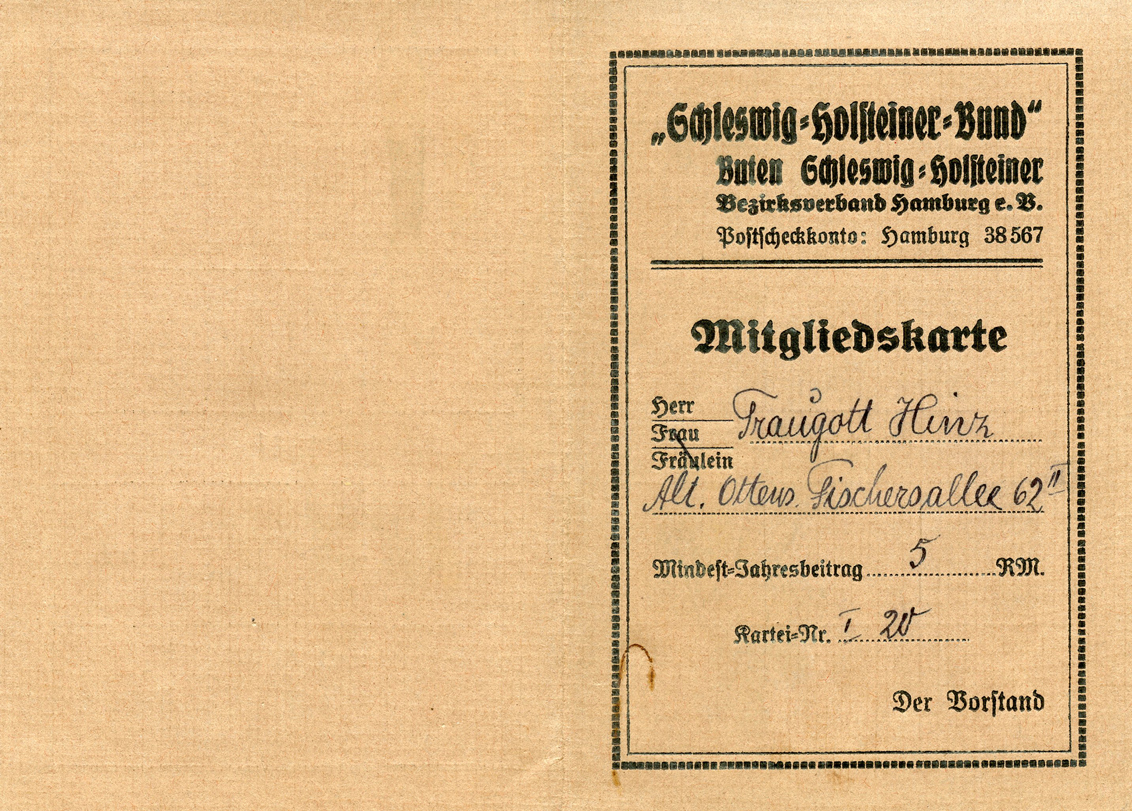 „Schleswig-Holsteiner-Bund“
Buten Schleswig-Holsteiner
Bezirksverband Hamburg e. V.
Postscheckkonto: Hamburg 38567
Mitgliedskarte
Herr
Frau Traugott Hinz
Fräulein
Alt. Ottens. Fischersallee 62 II
Mindest-Jahresbeitrag 5 RM.
Kartei-Nr. I 20
Der Vorstand